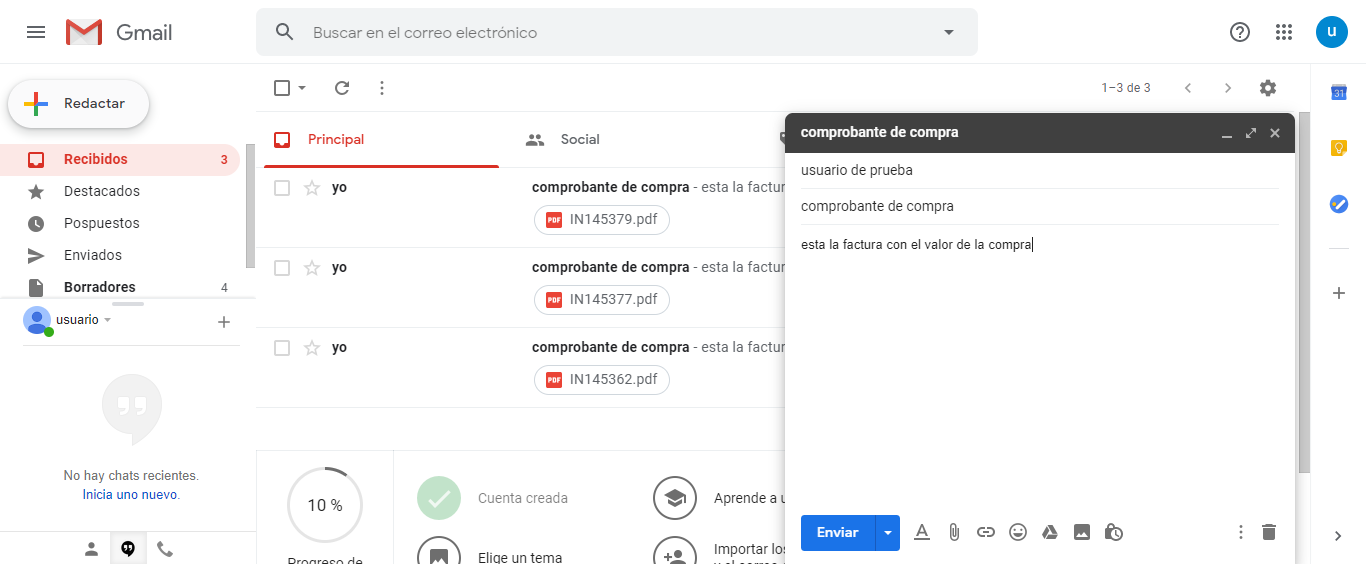 Gmail
Buscar en el correo electrónico
u
Redactar
1–3 de 3
31
Recibidos 3
Destacados
Pospuestos
Enviados
Borradores 4
usuario
No hay chats recientes.
Inicia uno nuevo.
Principal
Social
yo comprobante de compra - esta la factur
PDF IN145379.pdf
yo comprobante de compra - esta la factur
PDF IN145377.pdf
yo comprobante de compra - esta la factur
PDF IN145362.pdf
10 %
Progreso de
Cuenta creada
Elige un tema
Aprende a u
Importar los
comprobante de compra
usuario de prueba
comprobante de compra
esta la factura con el valor de la compra
Enviar